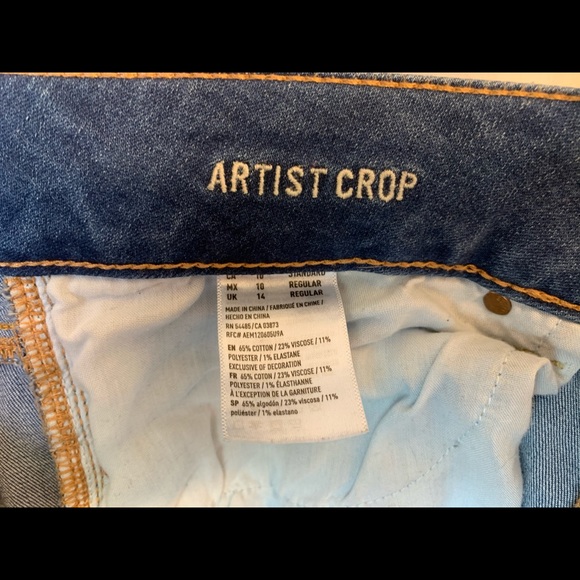 ARTIST CROP
CA 10 STANDARD
MX 10 REGULAR
UK 14 REGULAR
MADE IN CHINA / FABRIQUÉ EN CHINE /
HECHO EN CHINA
RN 54485/CA 03873
RFC# AEM120605U9A
EN 65% COTTON / 23% VISCOSE / 11%
POLYESTER / 1% ELASTANE
EXCLUSIVE OF DECORATION
FR 65% COTON / 23% VISCOSE / 11%
POLYESTER / 1% ÉLASTHANNE
À L'EXCEPTION DE LA GARNITURE
SP 65% algodón / 23% viscosa / 11%
poliéster / 1% elastano